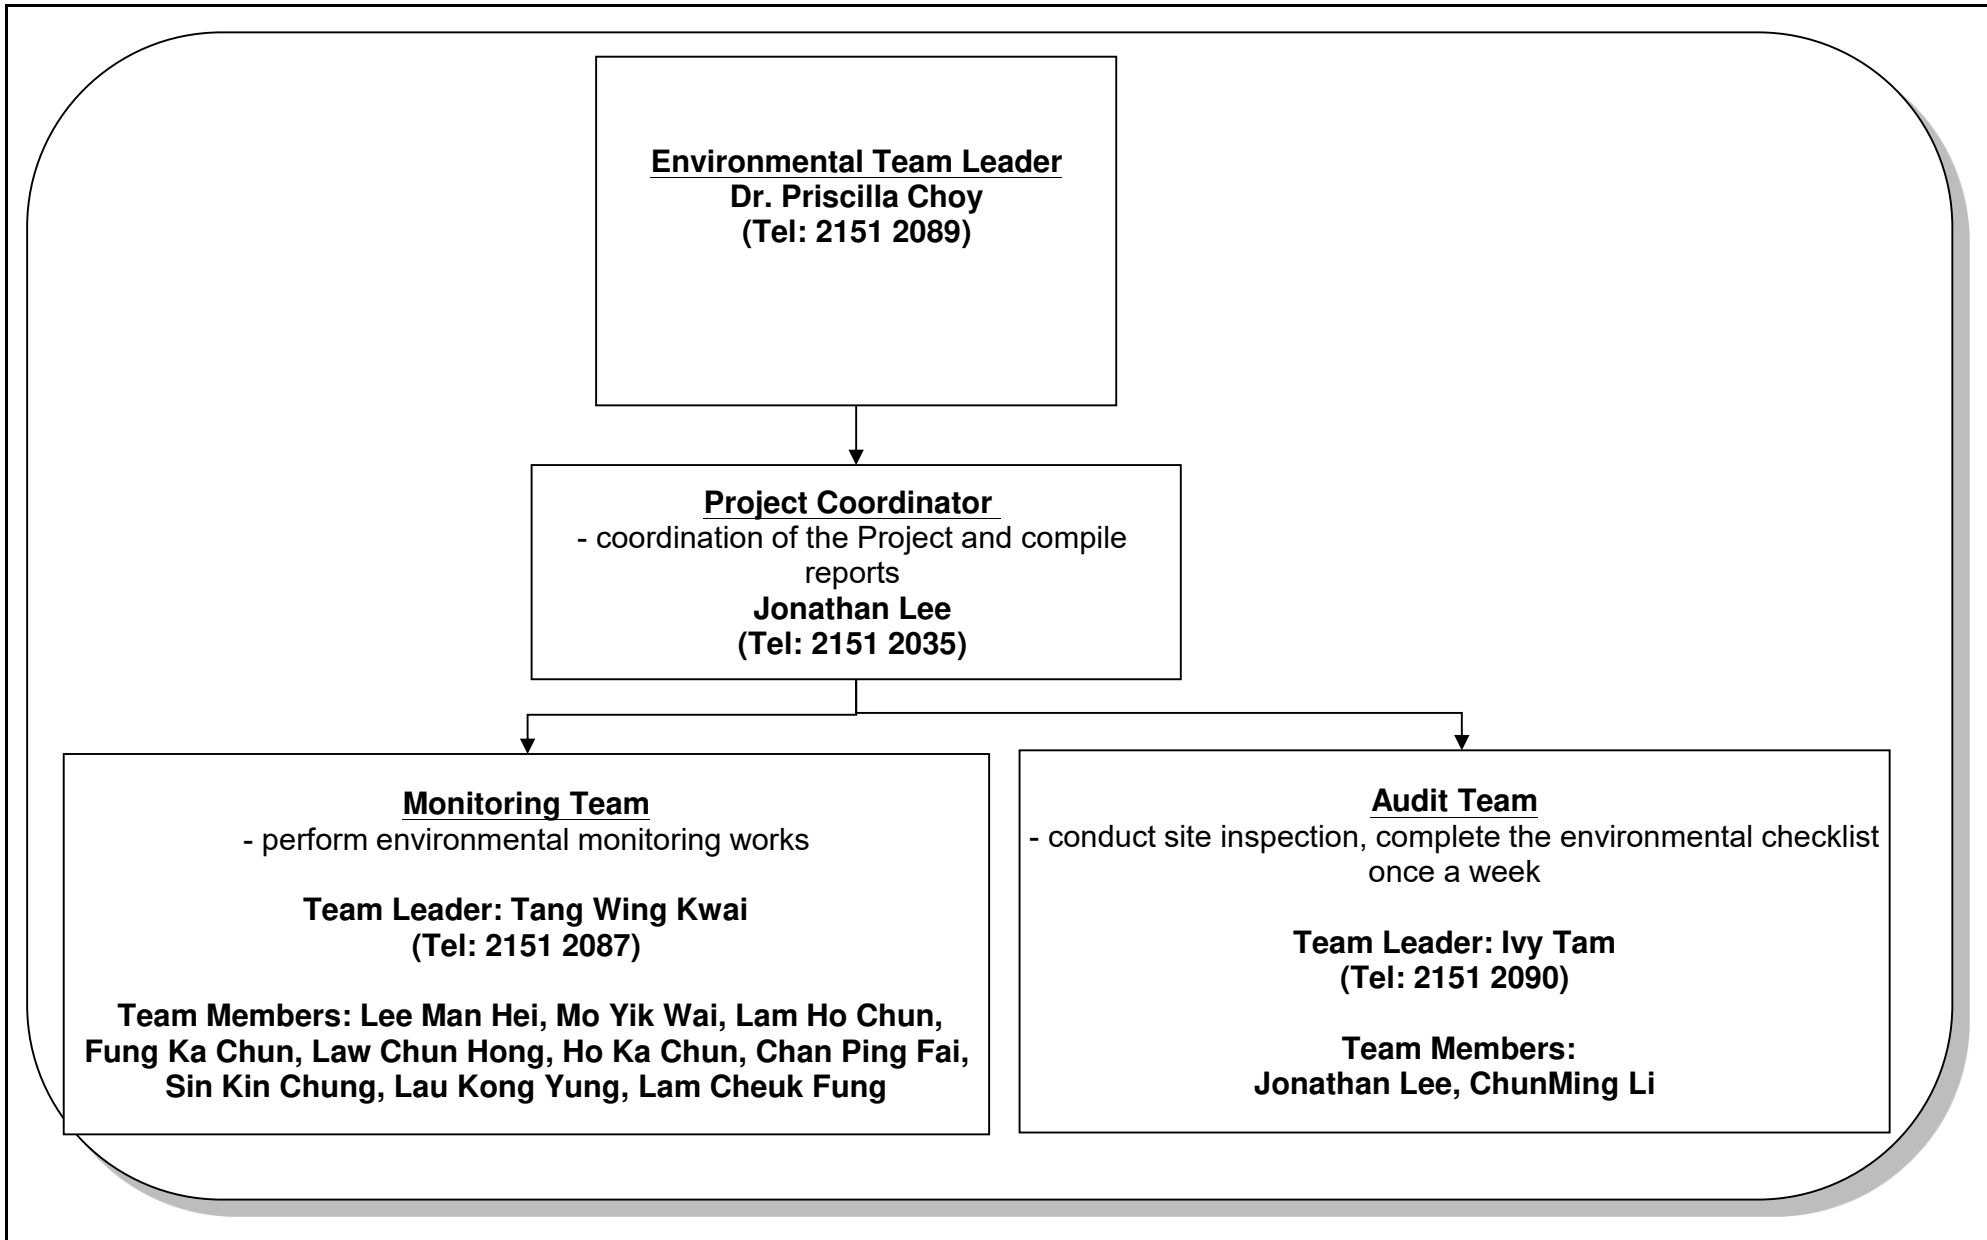 Environmental Team Leader
Dr. Priscilla Choy
(Tel: 2151 2089)
Project Coordinator
- coordination of the Project and compile
reports
Jonathan Lee
(Tel: 2151 2035)
Monitoring Team
- perform environmental monitoring works
Team Leader: Tang Wing Kwai
(Tel: 2151 2087)
Team Members: Lee Man Hei, Mo Yik Wai, Lam Ho Chun,
Fung Ka Chun, Law Chun Hong, Ho Ka Chun, Chan Ping Fai,
Sin Kin Chung, Lau Kong Yung, Lam Cheuk Fung
Audit Team
- conduct site inspection, complete the environmental checklist
once a week
Team Leader: Ivy Tam
(Tel: 2151 2090)
Team Members:
Jonathan Lee, ChunMing Li